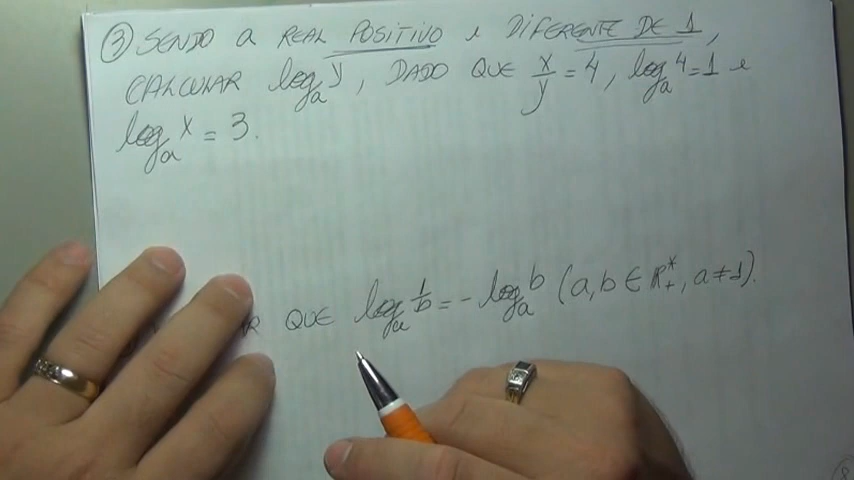 ③ SENDO a REAL POSITIVO e DIFERENTE DE 1,
CALCULAR log_a y, DADO QUE x/y = 4, log_a 4 = 1 e
log_a x = 3.
AR QUE log_a 1/b = - log_a b (a, b ∈ R*₊, a ≠ 1).